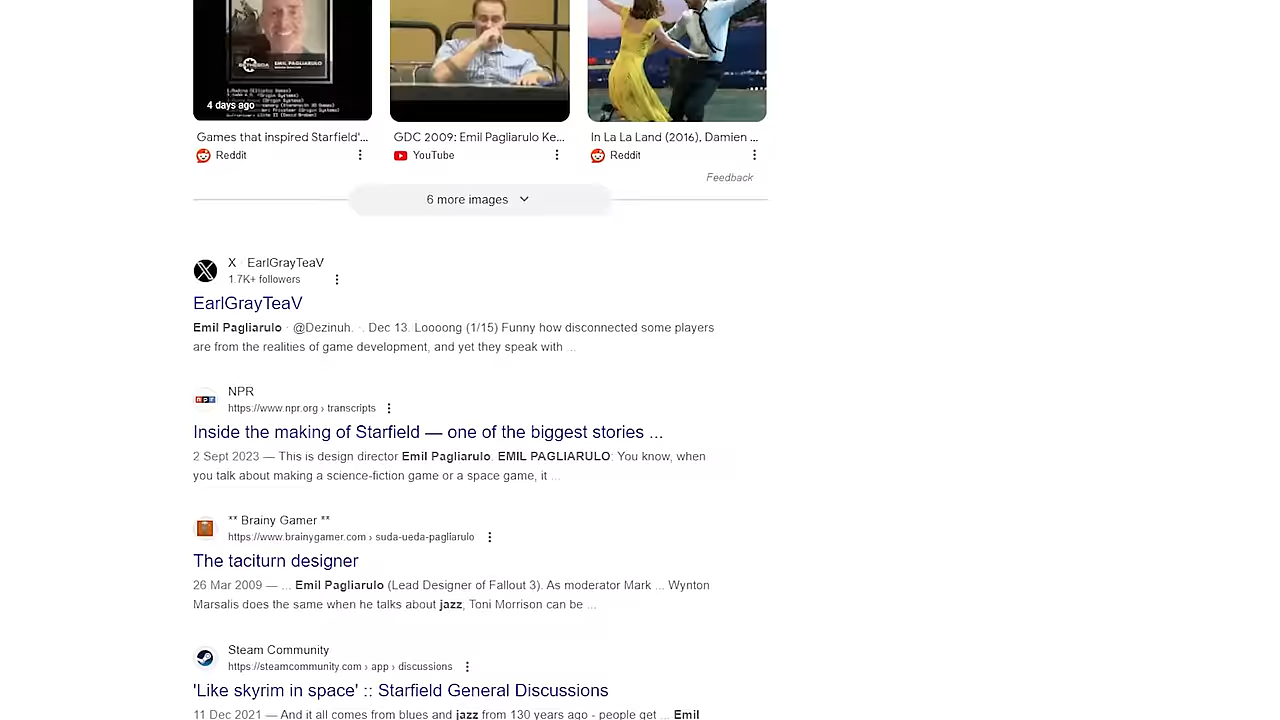 EMIL PAGLIARULO
4 days ago
Games that inspired Starfield'...
Reddit
GDC 2009: Emil Pagliarulo Ke...
YouTube
In La La Land (2016), Damien ...
Reddit
Feedback
6 more images
X · EarlGrayTeaV
1.7K+ followers
EarlGrayTeaV
Emil Pagliarulo · @Dezinuh. ·. Dec 13. Loooong (1/15) Funny how disconnected some players
are from the realities of game development, and yet they speak with ...
NPR
https://www.npr.org › transcripts
Inside the making of Starfield — one of the biggest stories ...
2 Sept 2023 — This is design director Emil Pagliarulo. EMIL PAGLIARULO: You know, when
you talk about making a science-fiction game or a space game, it ...
** Brainy Gamer **
https://www.brainygamer.com › suda-ueda-pagliarulo
The taciturn designer
26 Mar 2009 — ... Emil Pagliarulo (Lead Designer of Fallout 3). As moderator Mark ... Wynton
Marsalis does the same when he talks about jazz, Toni Morrison can be ...
Steam Community
https://steamcommunity.com › app › discussions
'Like skyrim in space' :: Starfield General Discussions
11 Dec 2021 — And it all comes from blues and jazz from 130 years ago - people get ... Emil